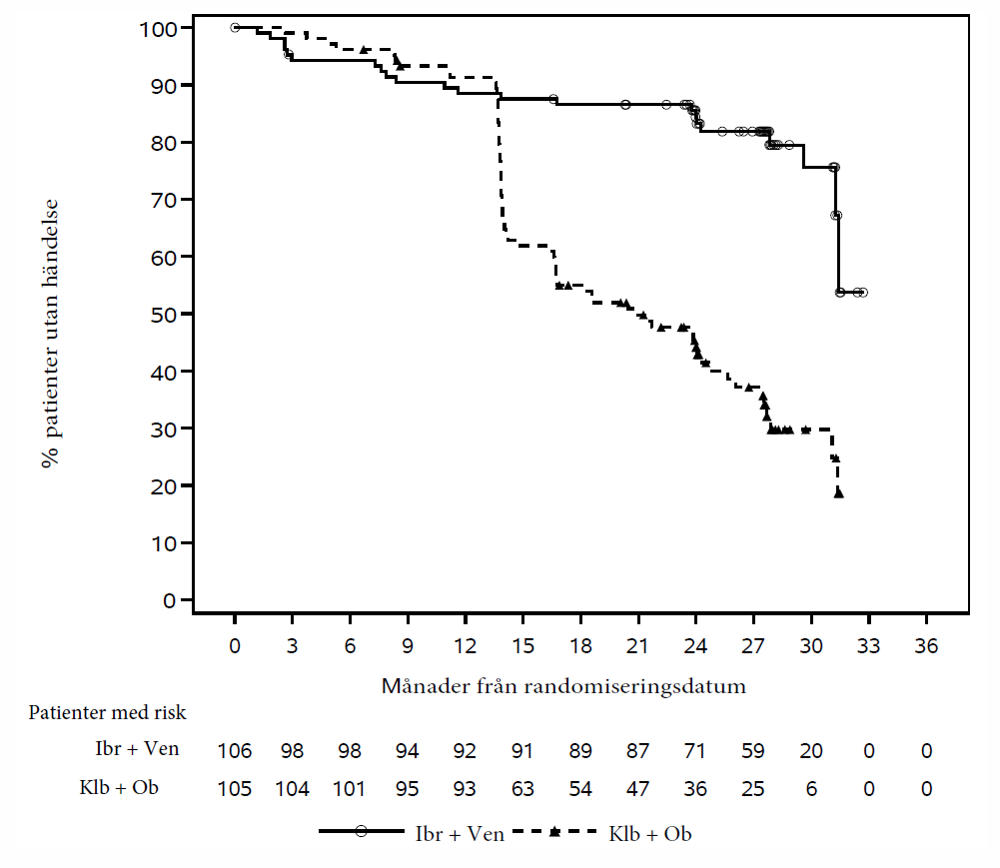 100
90
80
70
60
50
40
30
20
10
0
% patienter utan händelse
0 3 6 9 12 15 18 21 24 27 30 33 36
Månader från randomiseringsdatum
Patienter med risk
Ibr + Ven 106 98 98 94 92 91 89 87 71 59 20 0 0
Klb + Ob 105 104 101 95 93 63 54 47 36 25 6 0 0
Ibr + Ven Klb + Ob